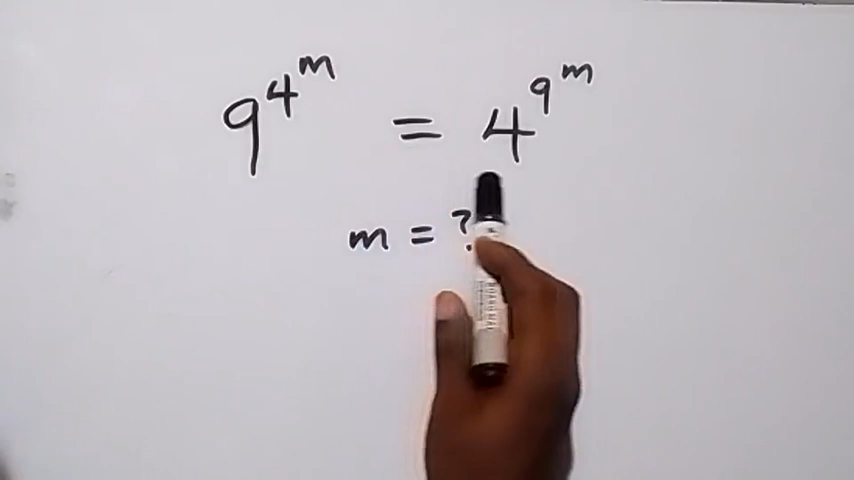 9^{4^m} = 4^{9^m}
m = ?